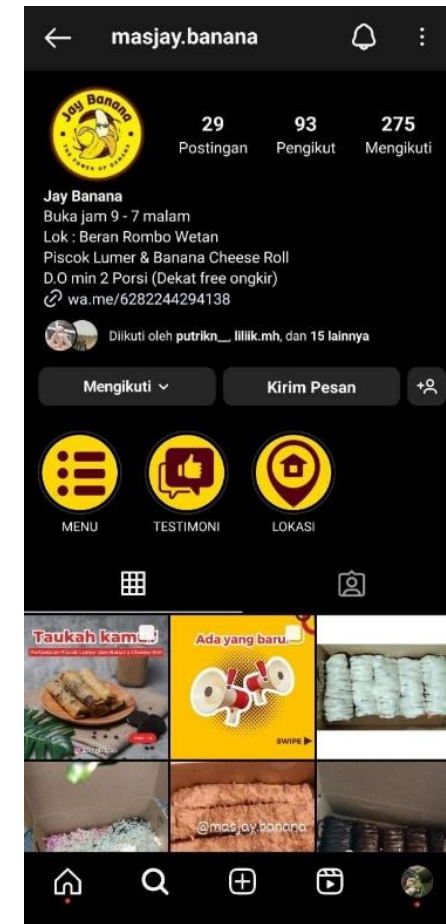 masjay.banana
Jay Banana
THE POWER OF BANANA
29
Postingan
93
Pengikut
275
Mengikuti
Jay Banana
Buka jam 9 - 7 malam
Lok : Beran Rombo Wetan
Piscok Lumer & Banana Cheese Roll
D.O min 2 Porsi (Dekat free ongkir)
wa.me/6282244294138
Diikuti oleh putrikn__, liliik.mh, dan 15 lainnya
Mengikuti
Kirim Pesan
MENU
TESTIMONI
LOKASI
Taukah kamu
Ada yang baru
SWIPE
@masjay.banana